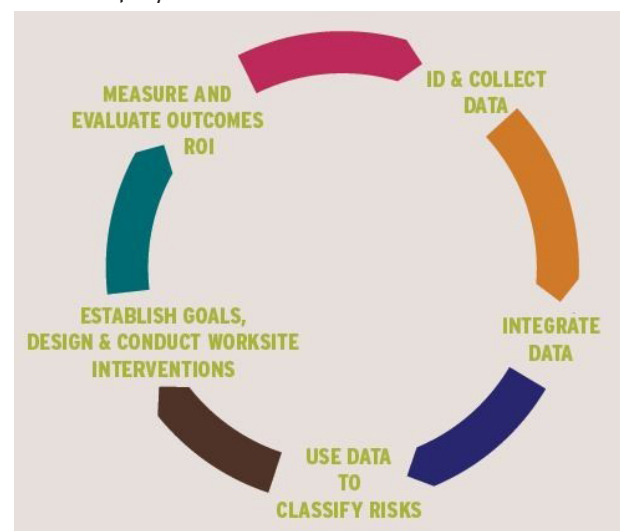 ID & COLLECT
DATA
INTEGRATE
DATA
USE DATA
TO
CLASSIFY RISKS
ESTABLISH GOALS,
DESIGN & CONDUCT WORKSITE
INTERVENTIONS
MEASURE AND
EVALUATE OUTCOMES
ROI